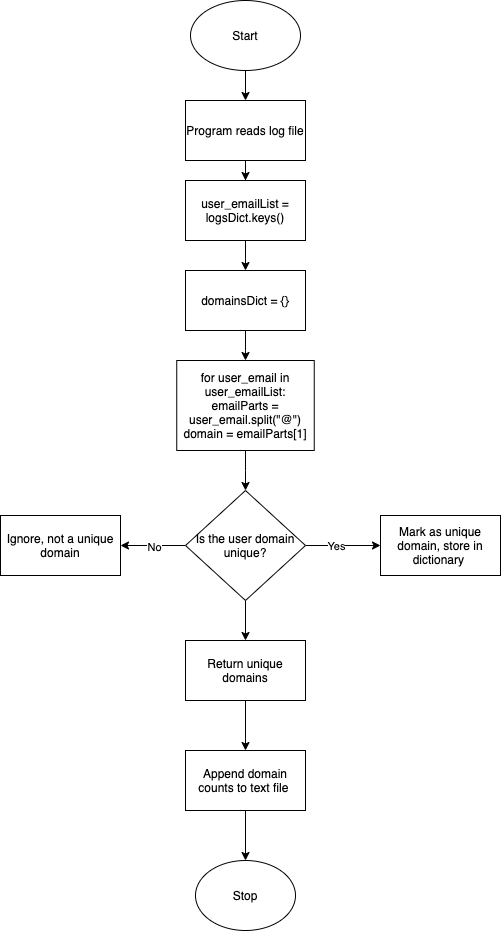 Start
Program reads log file
user_emailList =
logsDict.keys()
domainsDict = {}
for user_email in
user_emailList:
emailParts =
user_email.split("@")
domain = emailParts[1]
Is the user domain
unique?
No
Yes
Ignore, not a unique
domain
Mark as unique
domain, store in
dictionary
Return unique
domains
Append domain
counts to text file
Stop